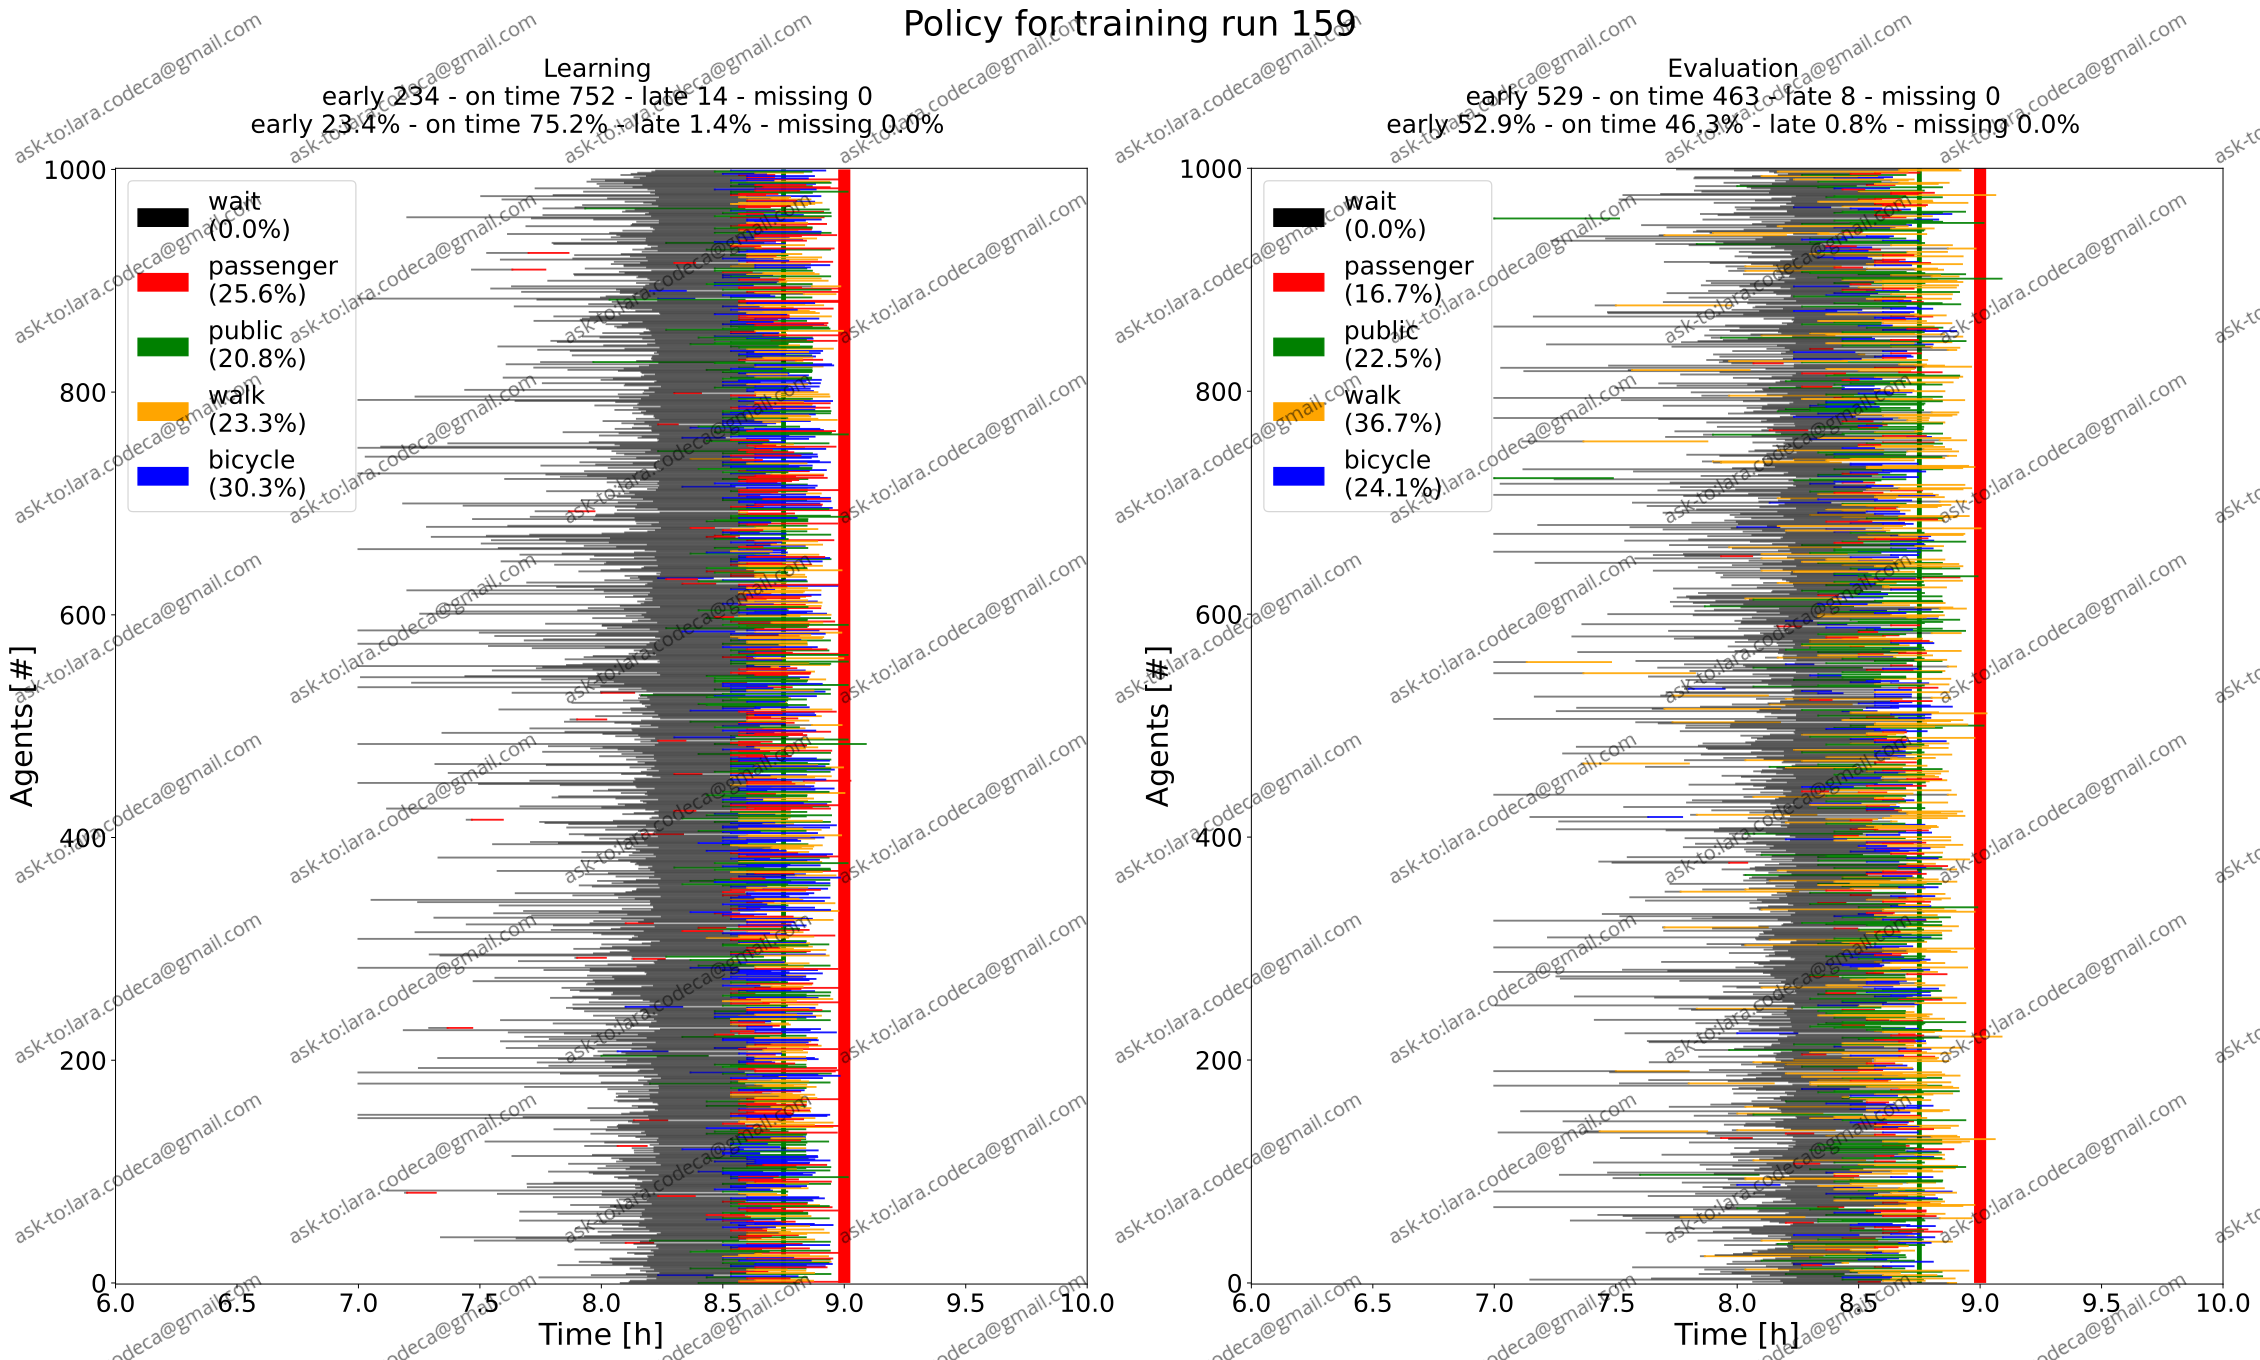 Policy for training run 159
Learning
early 234 - on time 752 - late 14 - missing 0
early 23.4% - on time 75.2% - late 1.4% - missing 0.0%
1000
800
600
400
200
0
Agents [#]
wait
(0.0%)
passenger
(25.6%)
public
(20.8%)
walk
(23.3%)
bicycle
(30.3%)
6.0 6.5 7.0 7.5 8.0 8.5 9.0 9.5 10.0
Time [h]
Evaluation
early 529 - on time 463 - late 8 - missing 0
early 52.9% - on time 46.3% - late 0.8% - missing 0.0%
1000
800
600
400
200
0
Agents [#]
wait
(0.0%)
passenger
(16.7%)
public
(22.5%)
walk
(36.7%)
bicycle
(24.1%)
6.0 6.5 7.0 7.5 8.0 8.5 9.0 9.5 10.0
Time [h]
ask-to:lara.codeca@gmail.com